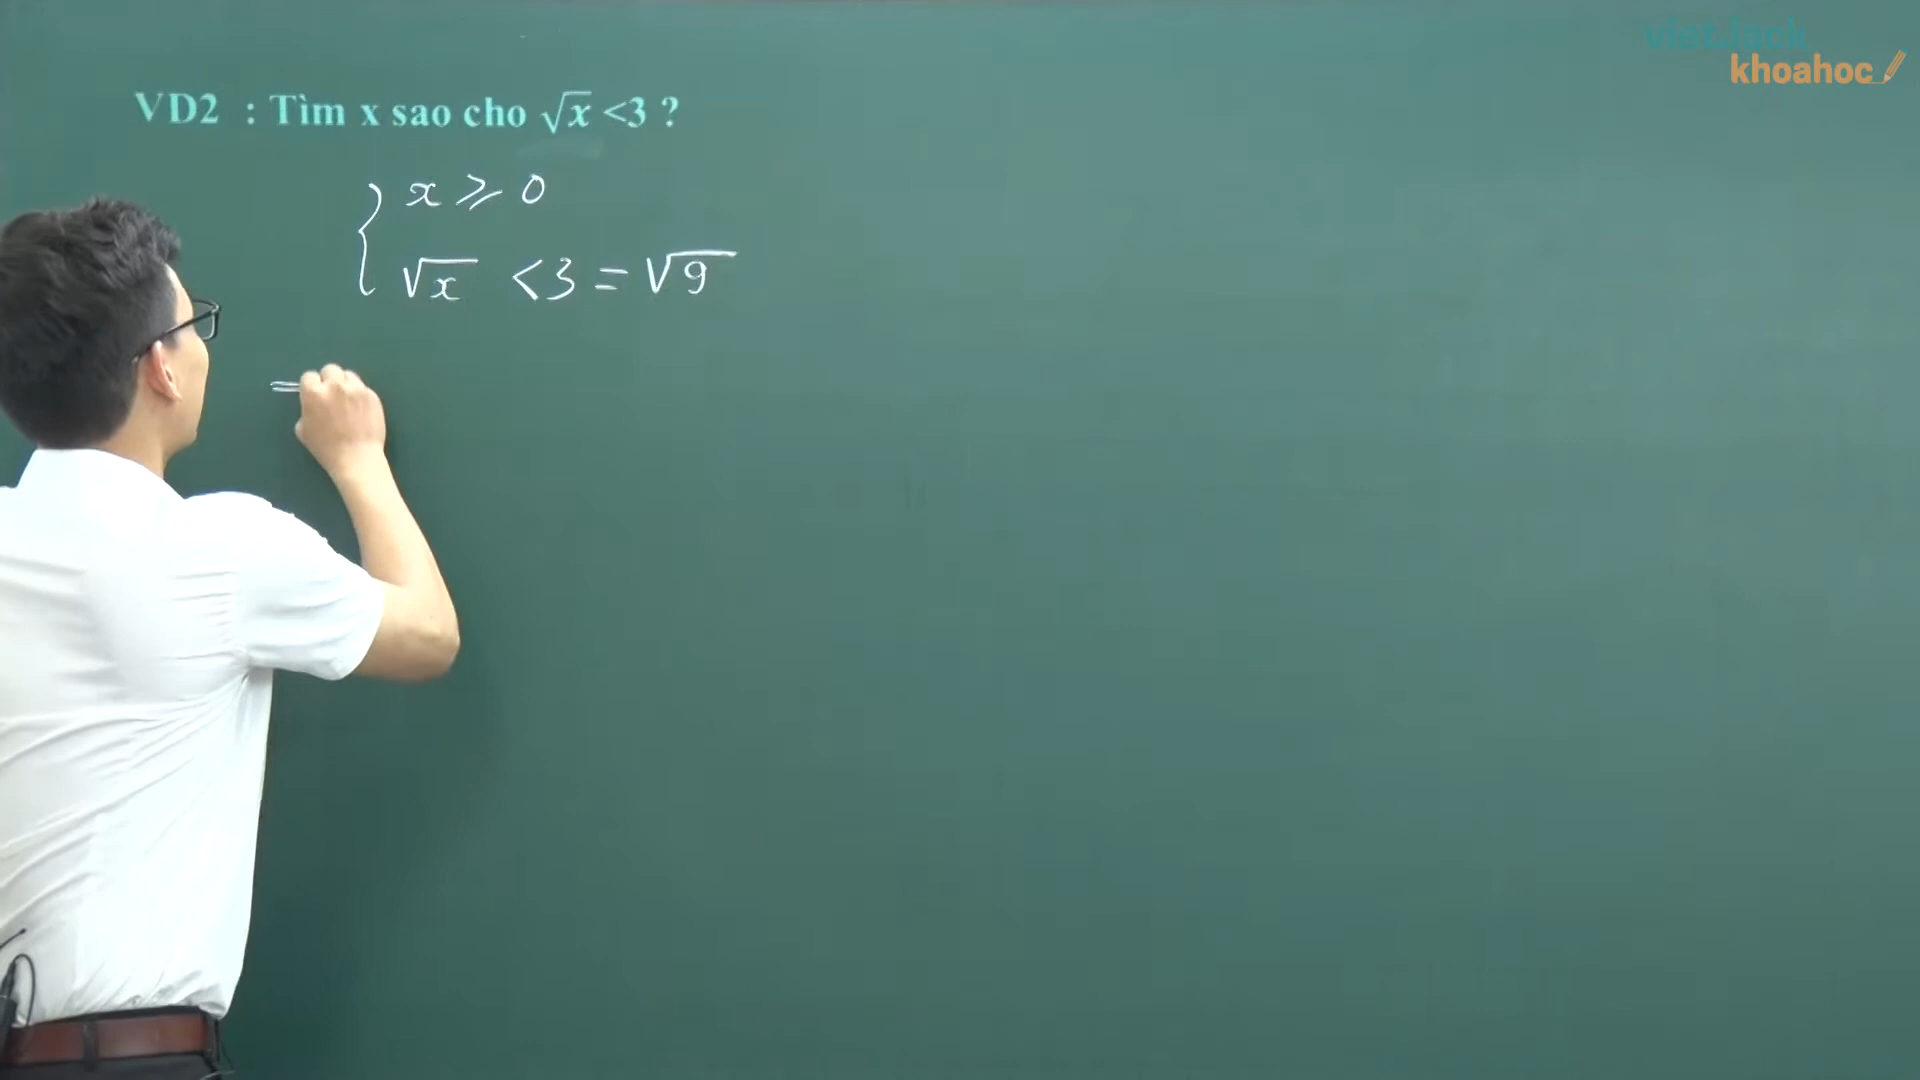 vietJack
khoahoc
VD2 : Tìm x sao cho √x <3 ?
x ⩾ 0
√x < 3 = √9
=